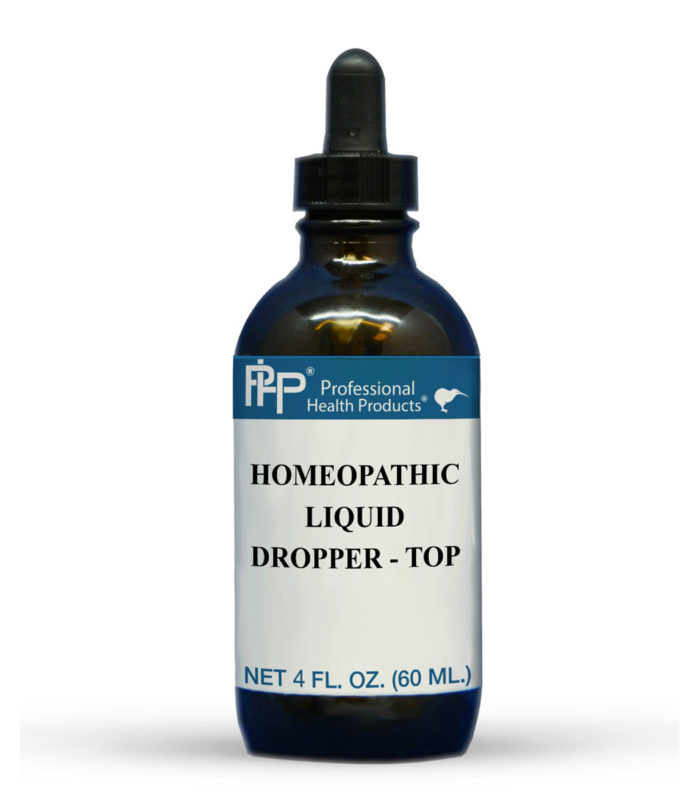 PHP® Professional
Health Products®
HOMEOPATHIC
LIQUID
DROPPER - TOP
NET 4 FL. OZ. (60 ML.)